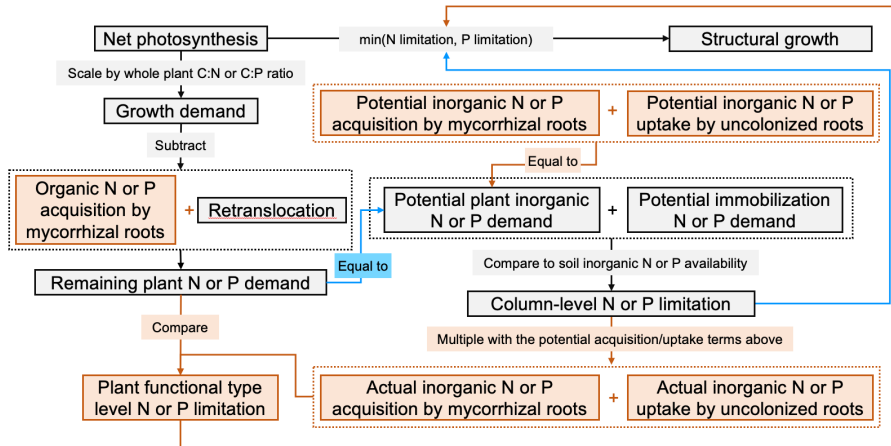 Net photosynthesis
min(N limitation, P limitation)
Structural growth
Scale by whole plant C:N or C:P ratio
Growth demand
Potential inorganic N or P
acquisition by mycorrhizal roots
+
Potential inorganic N or P
uptake by uncolonized roots
Subtract
Equal to
Organic N or P
acquisition by
mycorrhizal roots
+
Retranslocation
Potential plant inorganic
N or P demand
+
Potential immobilization
N or P demand
Equal to
Compare to soil inorganic N or P availability
Remaining plant N or P demand
Column-level N or P limitation
Compare
Multiple with the potential acquisition/uptake terms above
Plant functional type
level N or P limitation
Actual inorganic N or P
acquisition by mycorrhizal roots
+
Actual inorganic N or P
uptake by uncolonized roots